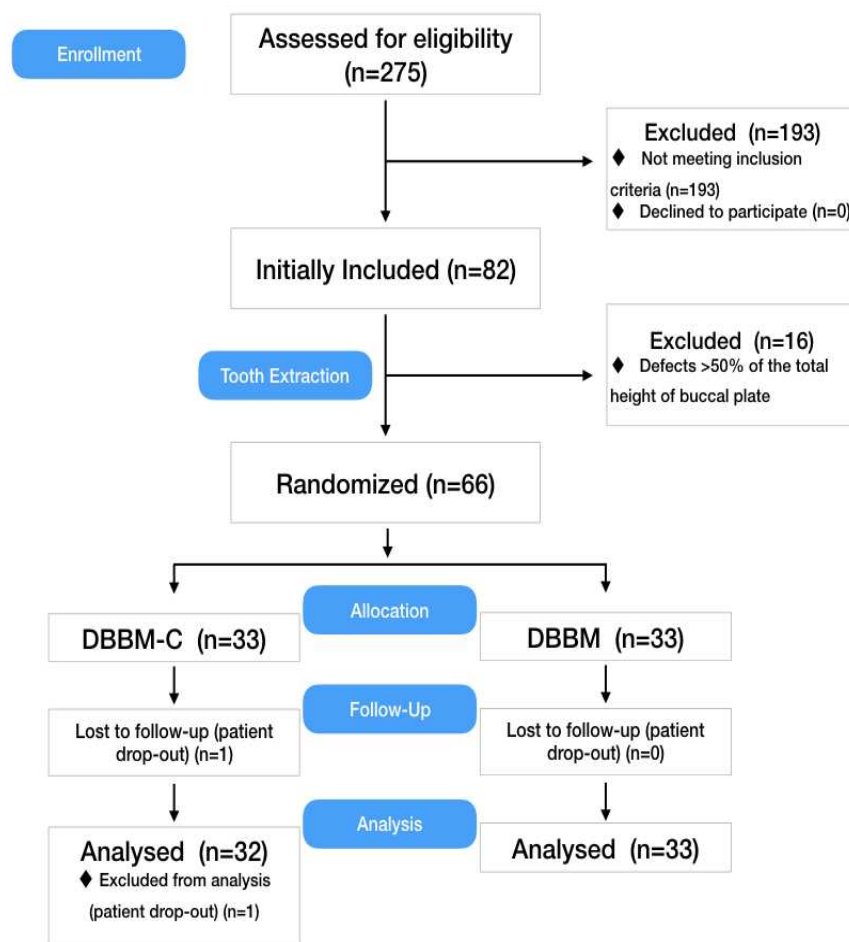 Enrollment
Assessed for eligibility
(n=275)
Excluded (n=193)
♦ Not meeting inclusion
criteria (n=193)
♦ Declined to participate (n=0)
Initially Included (n=82)
Tooth Extraction
Excluded (n=16)
♦ Defects >50% of the total
height of buccal plate
Randomized (n=66)
Allocation
DBBM-C (n=33)
DBBM (n=33)
Follow-Up
Lost to follow-up (patient
drop-out) (n=1)
Lost to follow-up (patient
drop-out) (n=0)
Analysis
Analysed (n=32)
♦ Excluded from analysis
(patient drop-out) (n=1)
Analysed (n=33)